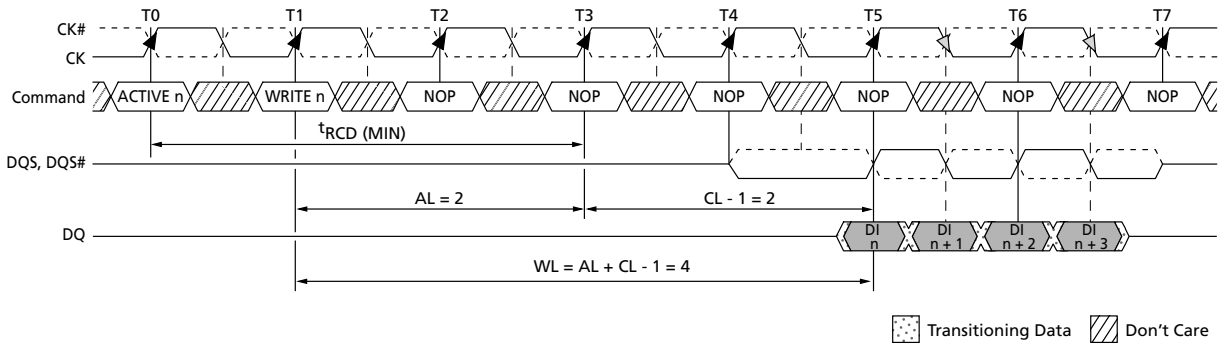 T0 T1 T2 T3 T4 T5 T6 T7
CK#
CK
Command ACTIVE n WRITE n NOP NOP NOP NOP NOP NOP
tRCD (MIN)
DQS, DQS#
AL = 2 CL - 1 = 2
DQ DI n DI n + 1 DI n + 2 DI n + 3
WL = AL + CL - 1 = 4
Transitioning Data Don't Care